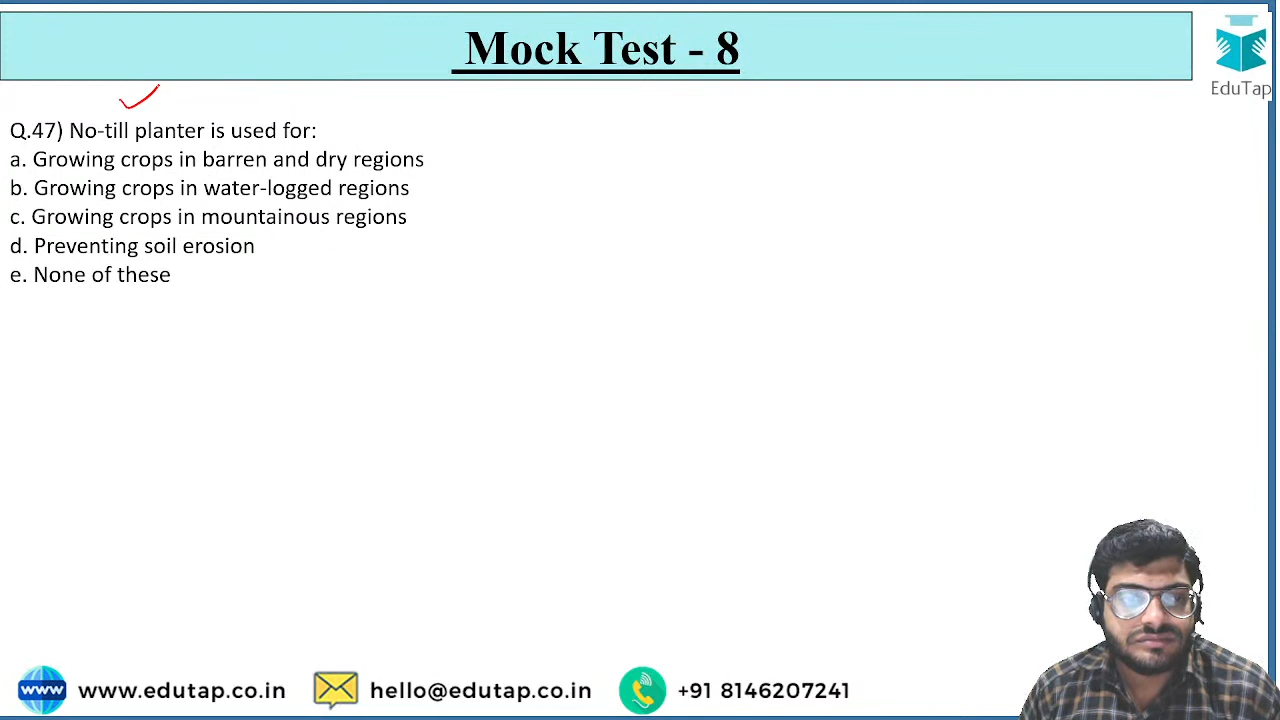 Mock Test - 8
EduTap
Q.47) No-till planter is used for:
a. Growing crops in barren and dry regions
b. Growing crops in water-logged regions
c. Growing crops in mountainous regions
d. Preventing soil erosion
e. None of these
www www.edutap.co.in hello@edutap.co.in +91 8146207241